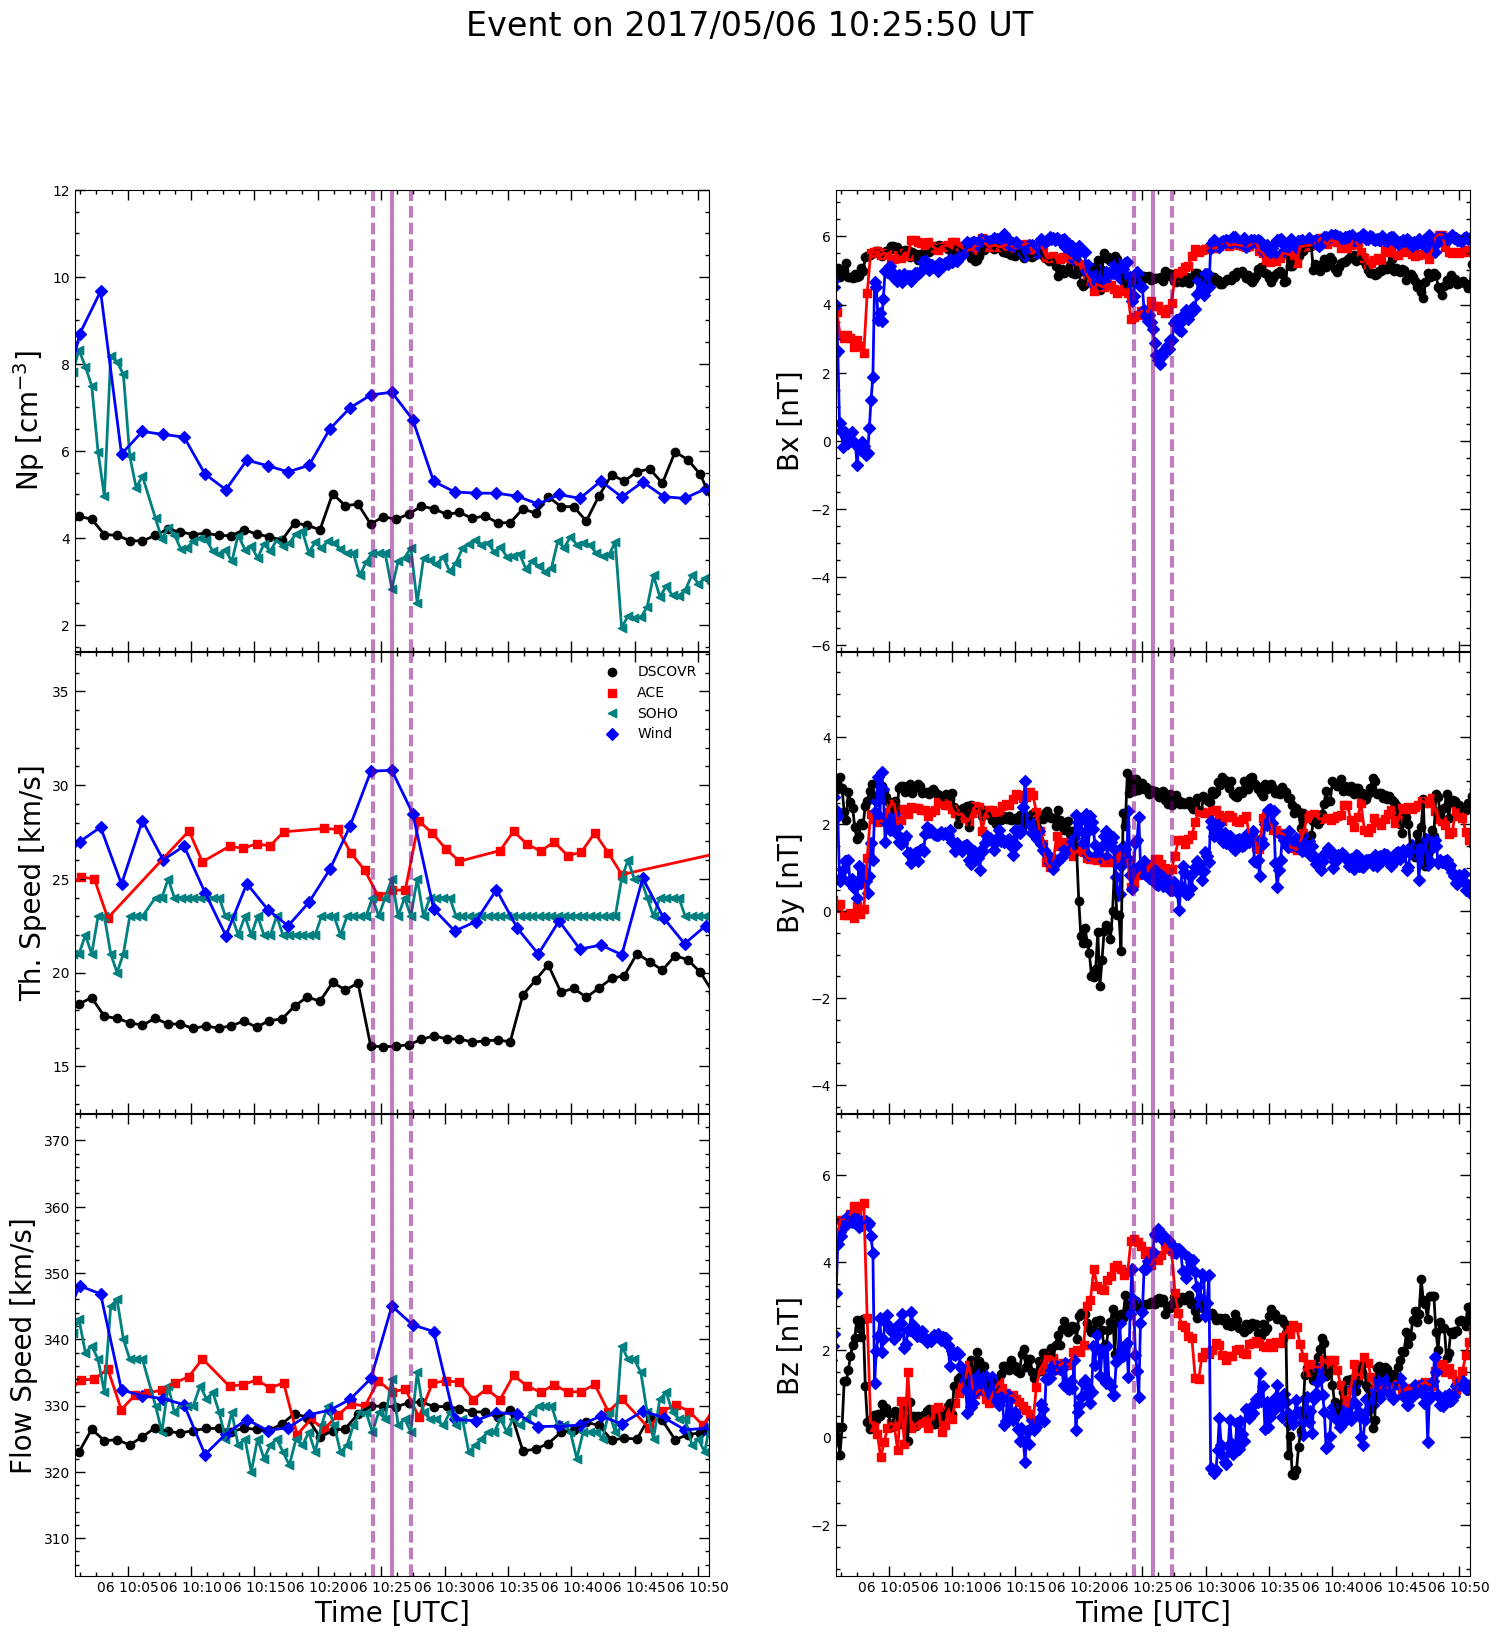 Event on 2017/05/06 10:25:50 UT
Np [cm⁻³]
12
10
8
6
4
2
Th. Speed [km/s]
35
30
25
20
15
DSCOVR
ACE
SOHO
Wind
Flow Speed [km/s]
370
360
350
340
330
320
310
06 10:05 06 10:10 06 10:15 06 10:20 06 10:25 06 10:30 06 10:35 06 10:40 06 10:45 06 10:50
Time [UTC]
Bx [nT]
6
4
2
0
−2
−4
−6
By [nT]
4
2
0
−2
−4
Bz [nT]
6
4
2
0
−2
06 10:05 06 10:10 06 10:15 06 10:20 06 10:25 06 10:30 06 10:35 06 10:40 06 10:45 06 10:50
Time [UTC]